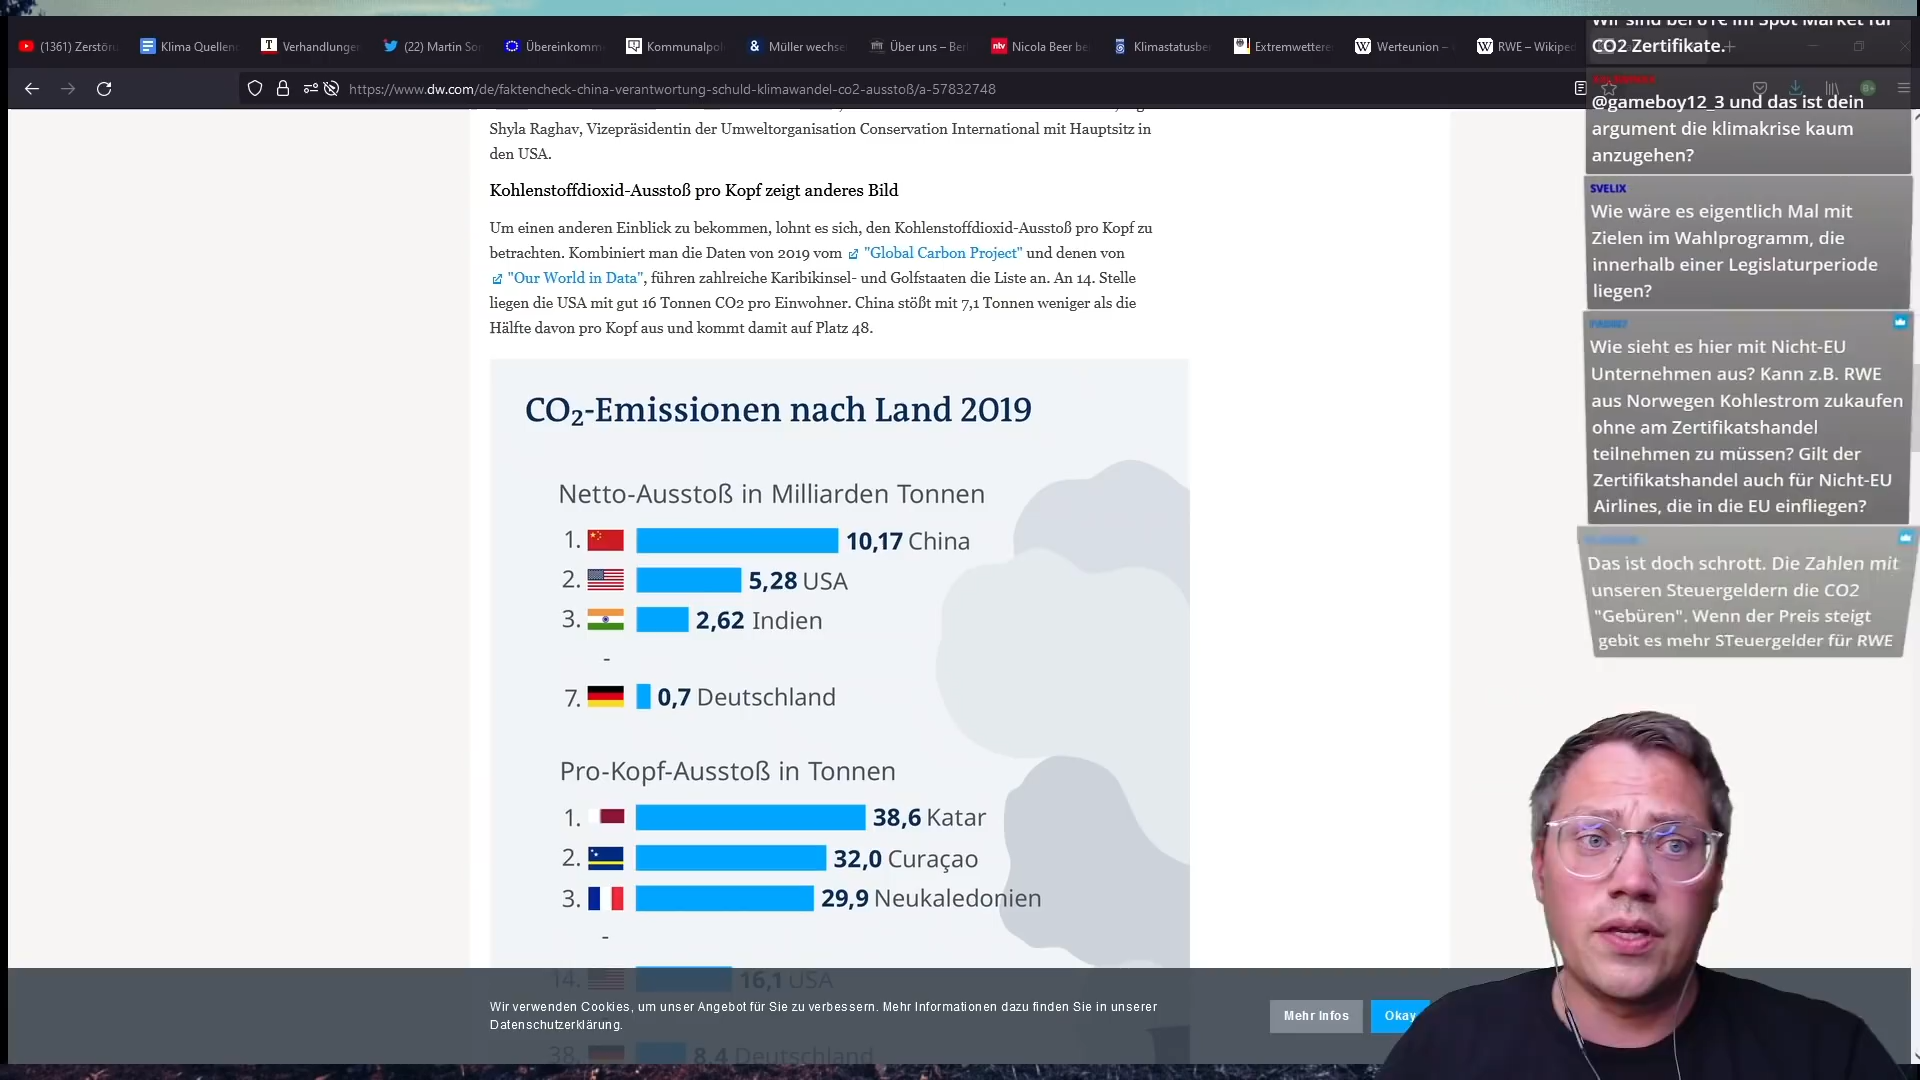 (1361) Zerstöru
Klima Quellen
Verhandlunge
(22) Martin So
Übereinkomm
Kommunalpol
Müller wechse
Über uns – Ber
Nicola Beer be
Klimastatusbe
Extremwettere
Werteunion –
RWE – Wikiped
https://www.dw.com/de/faktencheck-china-verantwortung-schuld-klimawandel-co2-ausstoß/a-57832748
Shyla Raghav, Vizepräsidentin der Umweltorganisation Conservation International mit Hauptsitz in
den USA.
Kohlenstoffdioxid-Ausstoß pro Kopf zeigt anderes Bild
Um einen anderen Einblick zu bekommen, lohnt es sich, den Kohlenstoffdioxid-Ausstoß pro Kopf zu
betrachten. Kombiniert man die Daten von 2019 vom "Global Carbon Project" und denen von
"Our World in Data", führen zahlreiche Karibikinsel- und Golfstaaten die Liste an. An 14. Stelle
liegen die USA mit gut 16 Tonnen CO2 pro Einwohner. China stößt mit 7,1 Tonnen weniger als die
Hälfte davon pro Kopf aus und kommt damit auf Platz 48.
CO₂-Emissionen nach Land 2019
Netto-Ausstoß in Milliarden Tonnen
1. 10,17 China
2. 5,28 USA
3. 2,62 Indien
-
7. 0,7 Deutschland
Pro-Kopf-Ausstoß in Tonnen
1. 38,6 Katar
2. 32,0 Curaçao
3. 29,9 Neukaledonien
-
14. 16,1 USA
38. 8,4 Deutschland
Wir verwenden Cookies, um unser Angebot für Sie zu verbessern. Mehr Informationen dazu finden Sie in unserer
Datenschutzerklärung.
Mehr Infos
Okay
Wir sind bei 61€ im Spot Market für
CO2 Zertifikate.
@gameboy12_3 und das ist dein
argument die klimakrise kaum
anzugehen?
SVELIX
Wie wäre es eigentlich Mal mit
Zielen im Wahlprogramm, die
innerhalb einer Legislaturperiode
liegen?
Wie sieht es hier mit Nicht-EU
Unternehmen aus? Kann z.B. RWE
aus Norwegen Kohlestrom zukaufen
ohne am Zertifikatshandel
teilnehmen zu müssen? Gilt der
Zertifikatshandel auch für Nicht-EU
Airlines, die in die EU einfliegen?
Das ist doch schrott. Die Zahlen mit
unseren Steuergeldern die CO2
"Gebüren". Wenn der Preis steigt
gebit es mehr STeuergelder für RWE